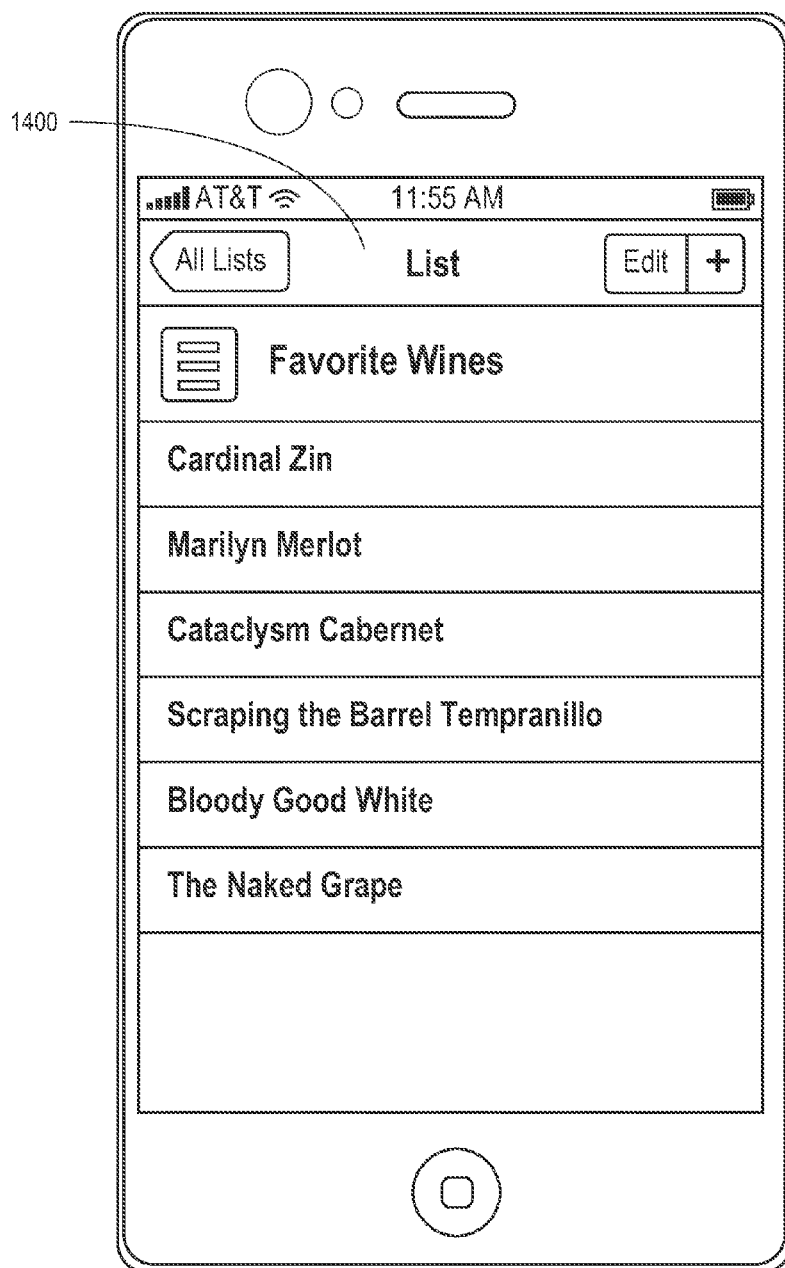 1400
AT&T 11:55 AM
All Lists List Edit +
Favorite Wines
Cardinal Zin
Marilyn Merlot
Cataclysm Cabernet
Scraping the Barrel Tempranillo
Bloody Good White
The Naked Grape